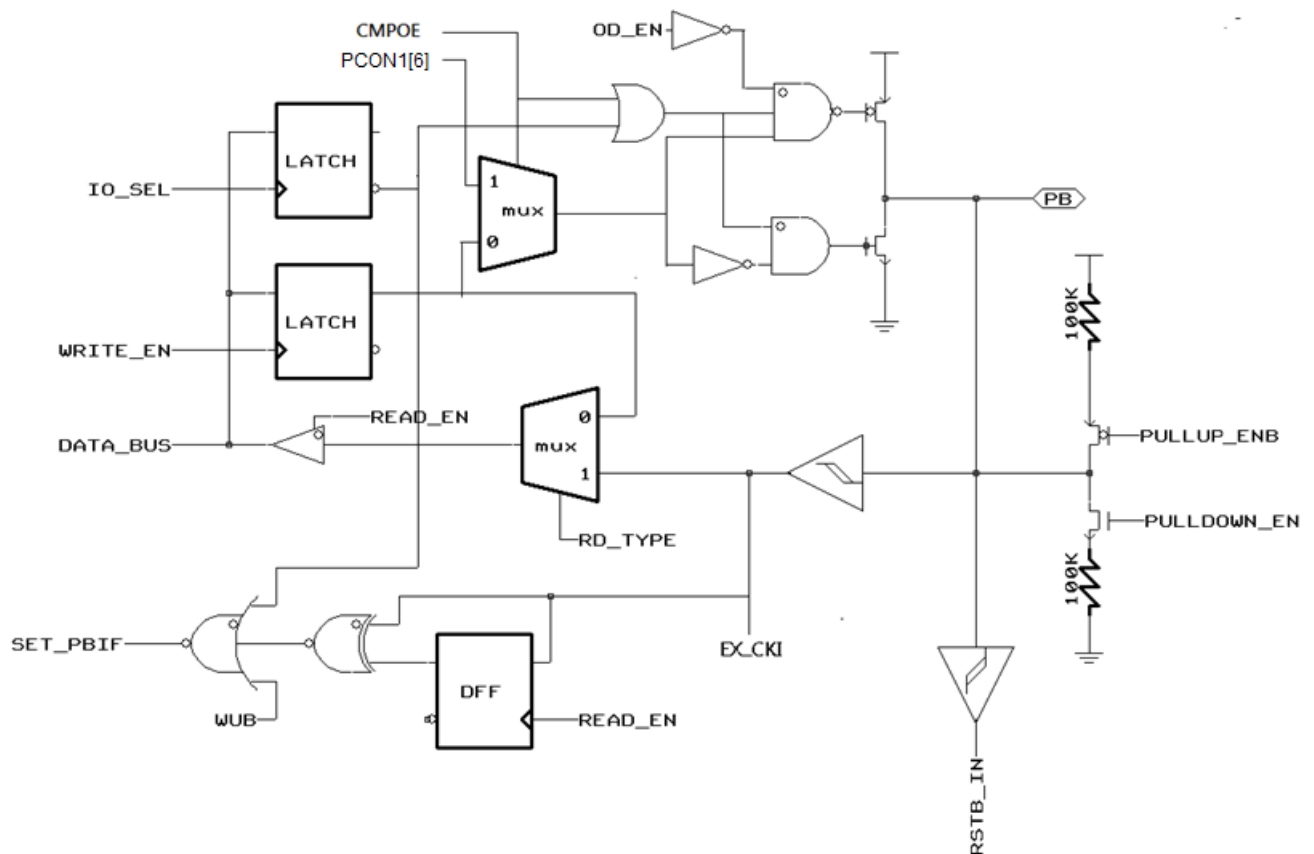 CMPOE
OD_EN
PCON1[6]
LATCH
IO_SEL
1
mux
0
PB
LATCH
WRITE_EN
100K
READ_EN
0
mux
1
DATA_BUS
PULLUP_ENB
RD_TYPE
PULLDOWN_EN
100K
SET_PBIF
EX_CKI
DFF
WUB
READ_EN
RSTB_IN